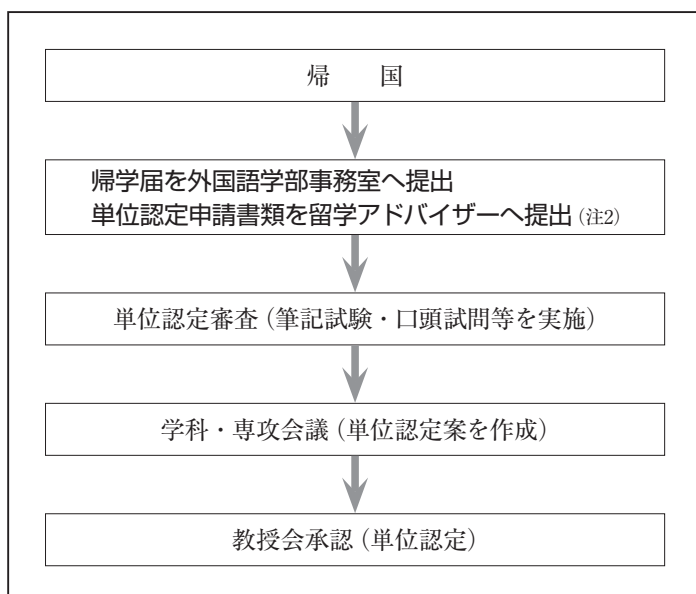 帰　　国
帰学届を外国語学部事務室へ提出
単位認定申請書類を留学アドバイザーへ提出（注2）
単位認定審査（筆記試験・口頭試問等を実施）
学科・専攻会議（単位認定案を作成）
教授会承認（単位認定）